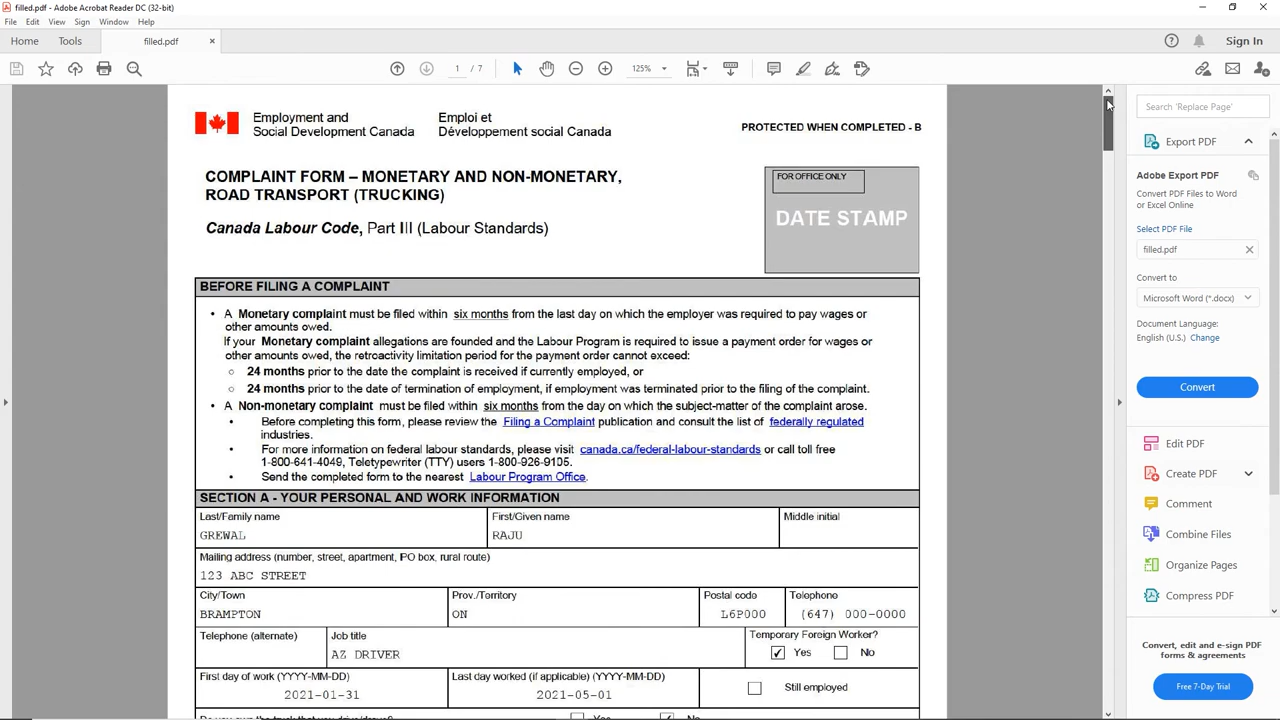 filled.pdf - Adobe Acrobat Reader DC (32-bit)
File Edit View Sign Window Help
Home Tools filled.pdf × Sign In
1 / 7 125%
Employment and Social Development Canada
Emploi et Développement social Canada
PROTECTED WHEN COMPLETED - B
COMPLAINT FORM – MONETARY AND NON-MONETARY,
ROAD TRANSPORT (TRUCKING)
Canada Labour Code, Part III (Labour Standards)
FOR OFFICE ONLY
DATE STAMP
BEFORE FILING A COMPLAINT
• A Monetary complaint must be filed within six months from the last day on which the employer was required to pay wages or
other amounts owed.
If your Monetary complaint allegations are founded and the Labour Program is required to issue a payment order for wages or
other amounts owed, the retroactivity limitation period for the payment order cannot exceed:
○ 24 months prior to the date the complaint is received if currently employed, or
○ 24 months prior to the date of termination of employment, if employment was terminated prior to the filing of the complaint.
• A Non-monetary complaint must be filed within six months from the day on which the subject-matter of the complaint arose.
• Before completing this form, please review the Filing a Complaint publication and consult the list of federally regulated
industries.
• For more information on federal labour standards, please visit canada.ca/federal-labour-standards or call toll free
1-800-641-4049, Teletypewriter (TTY) users 1-800-926-9105.
• Send the completed form to the nearest Labour Program Office.
SECTION A - YOUR PERSONAL AND WORK INFORMATION
Last/Family name First/Given name Middle initial
GREWAL RAJU
Mailing address (number, street, apartment, PO box, rural route)
123 ABC STREET
City/Town Prov./Territory Postal code Telephone
BRAMPTON ON L6P000 (647) 000-0000
Telephone (alternate) Job title Temporary Foreign Worker?
AZ DRIVER Yes No
First day of work (YYYY-MM-DD) Last day worked (if applicable) (YYYY-MM-DD)
2021-01-31 2021-05-01 Still employed
Do you own the truck that you drive/drove? Yes No
Search 'Replace Page'
Export PDF
Adobe Export PDF
Convert PDF Files to Word
or Excel Online
Select PDF File
filled.pdf
Convert to
Microsoft Word (*.docx)
Document Language:
English (U.S.) Change
Convert
Edit PDF
Create PDF
Comment
Combine Files
Organize Pages
Compress PDF
Convert, edit and e-sign PDF
forms & agreements
Free 7-Day Trial